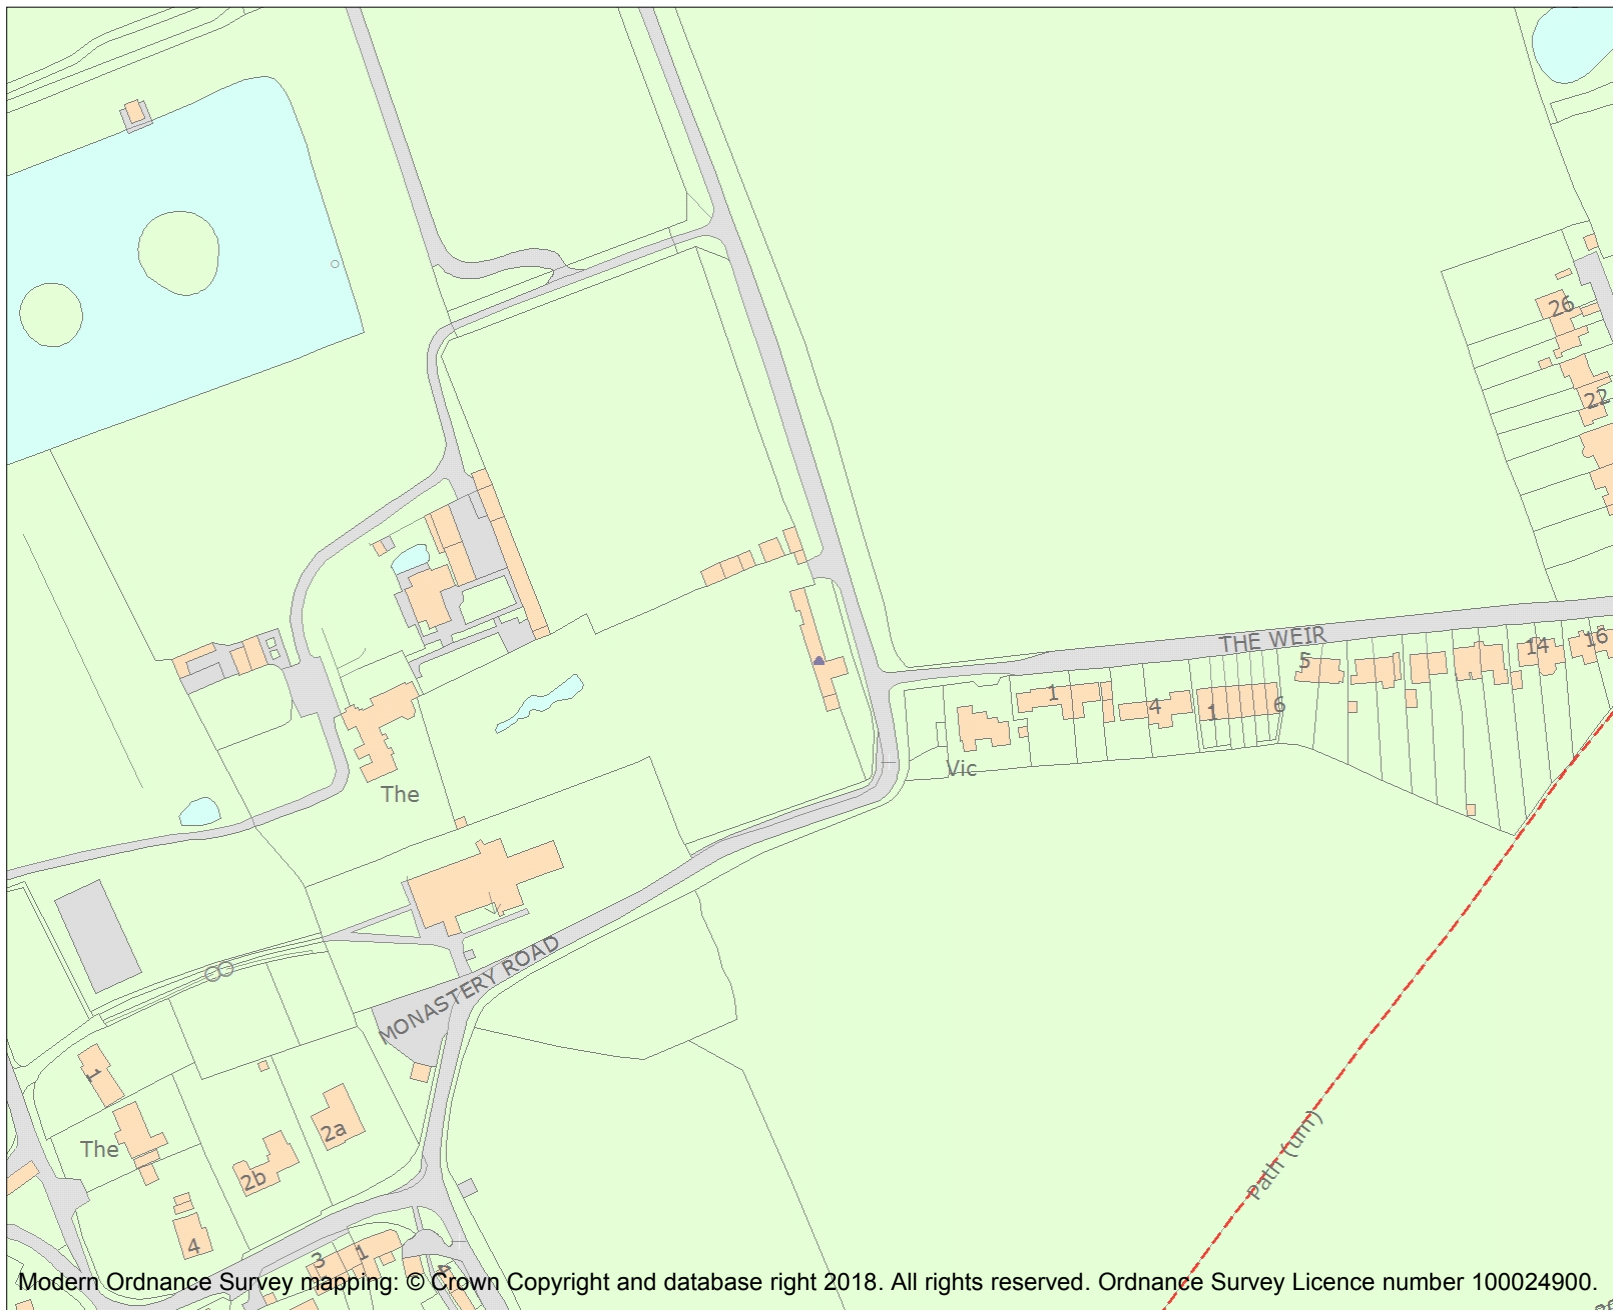 26
22
THE WEIR
5
14
16
1
4
1
6
Vic
The
MONASTERY ROAD
1
The
2a
2b
Path (um)
4
3
1
4
Modern Ordnance Survey mapping: © Crown Copyright and database right 2018. All rights reserved. Ordnance Survey Licence number 100024900.